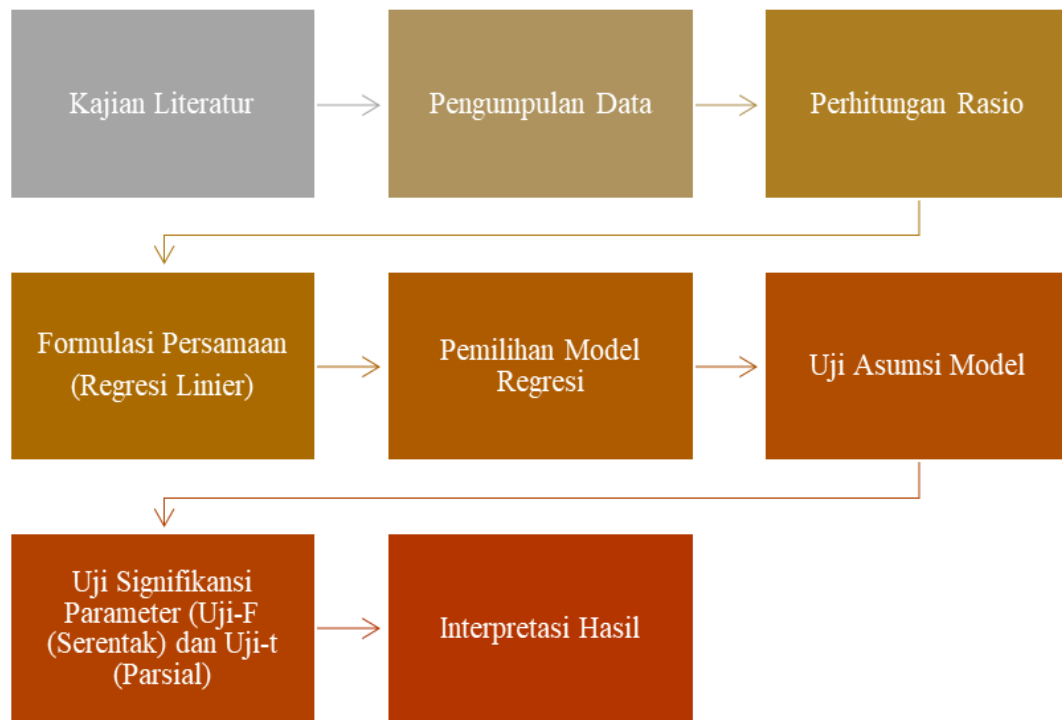 Kajian Literatur
Pengumpulan Data
Perhitungan Rasio
Formulasi Persamaan
(Regresi Linier)
Pemilihan Model
Regresi
Uji Asumsi Model
Uji Signifikansi
Parameter (Uji-F
(Serentak) dan Uji-t
(Parsial)
Interpretasi Hasil